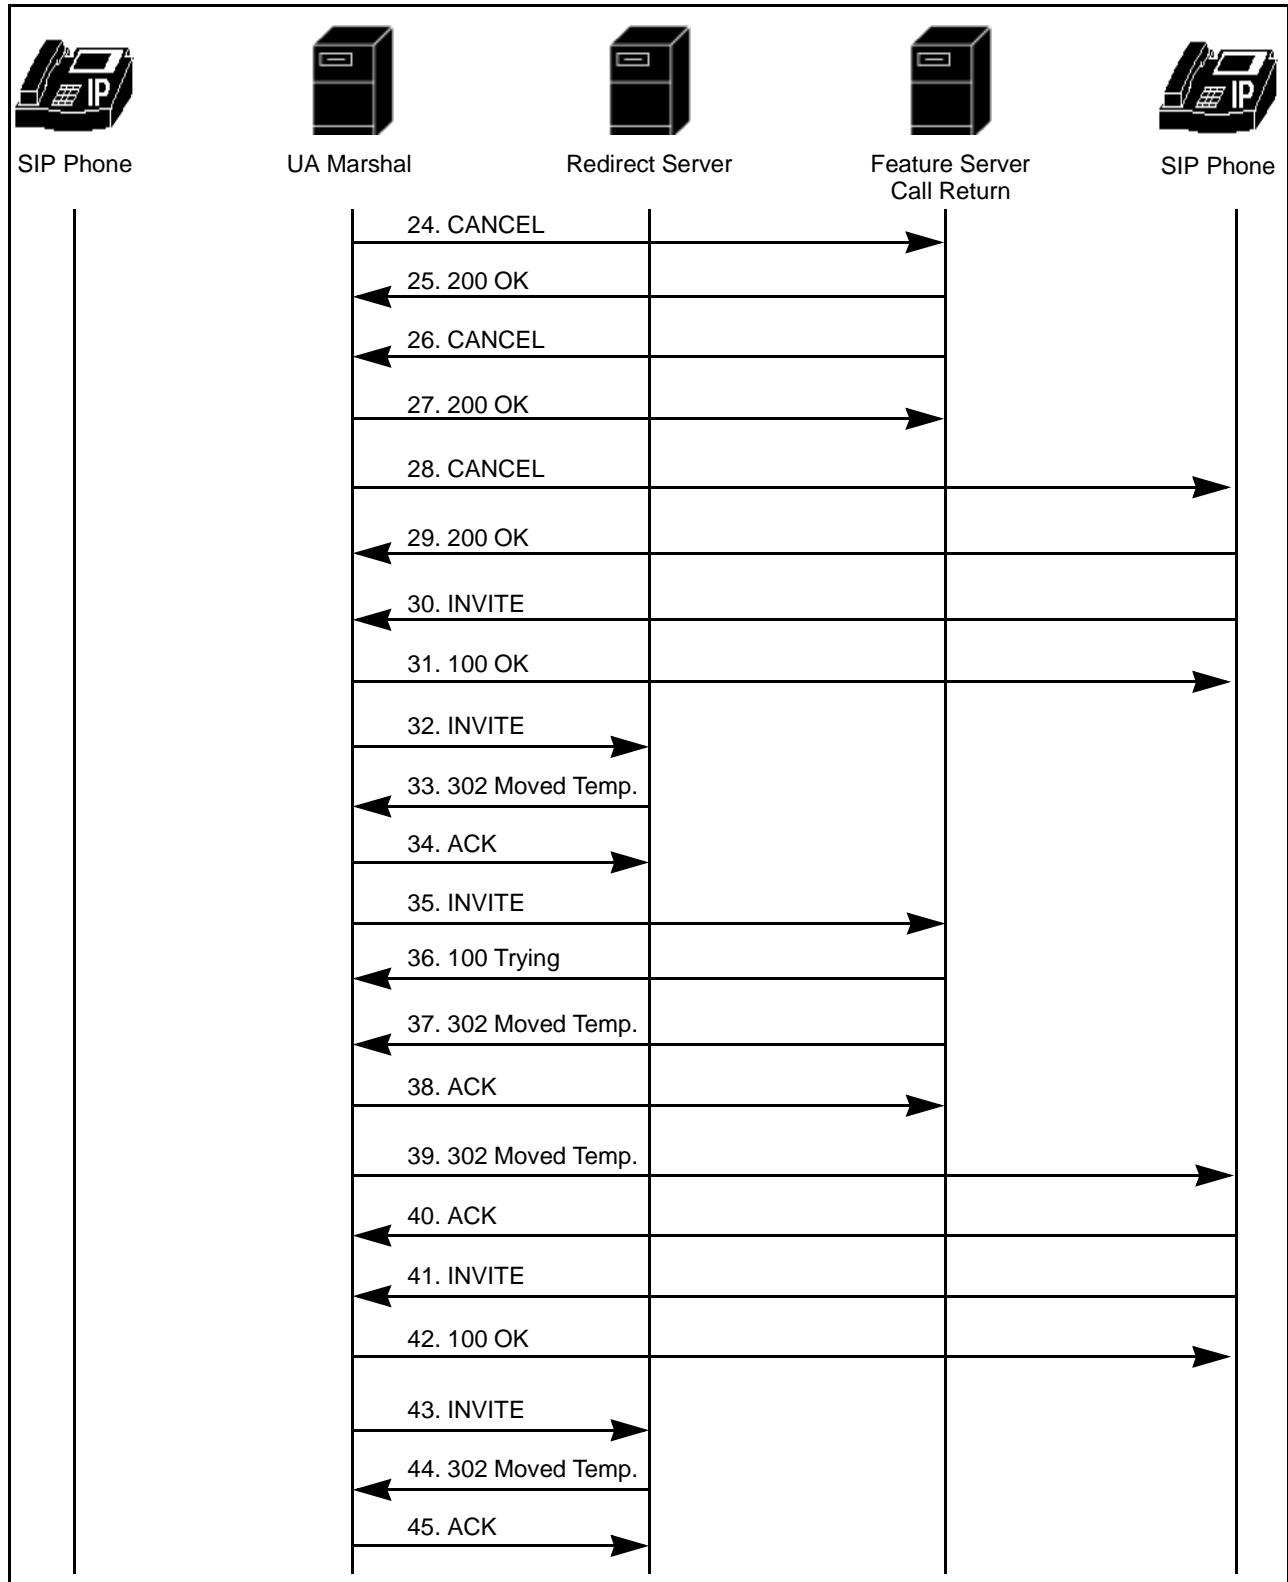 IP
IP
SIP Phone
UA Marshal
Redirect Server
Feature Server
Call Return
SIP Phone
24. CANCEL
25. 200 OK
26. CANCEL
27. 200 OK
28. CANCEL
29. 200 OK
30. INVITE
31. 100 OK
32. INVITE
33. 302 Moved Temp.
34. ACK
35. INVITE
36. 100 Trying
37. 302 Moved Temp.
38. ACK
39. 302 Moved Temp.
40. ACK
41. INVITE
42. 100 OK
43. INVITE
44. 302 Moved Temp.
45. ACK